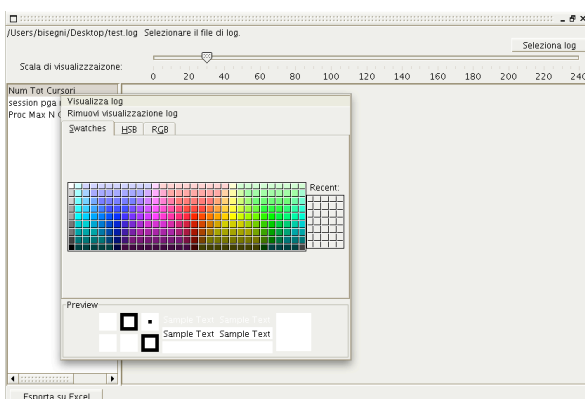 /Users/bisegni/Desktop/test.log Selezionare il file di log.
Seleziona log
Scala di visualizzzaizone:
0 20 40 60 80 100 120 140 160 180 200 220 240
Num Tot Cursori
session pga
Proc Max N
Visualizza log
Rimuovi visualizzazione log
Swatches HSB RGB
Recent:
Preview
Sample Text Sample Text
Sample Text Sample Text
Esporta su Excel